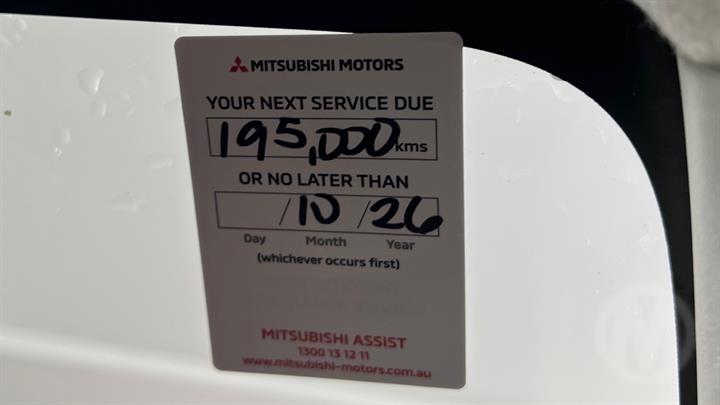 MITSUBISHI MOTORS
YOUR NEXT SERVICE DUE
195,000 kms
OR NO LATER THAN
/ 10 / 26
Day Month Year
(whichever occurs first)
MITSUBISHI ASSIST
1300 13 12 11
www.mitsubishi-motors.com.au